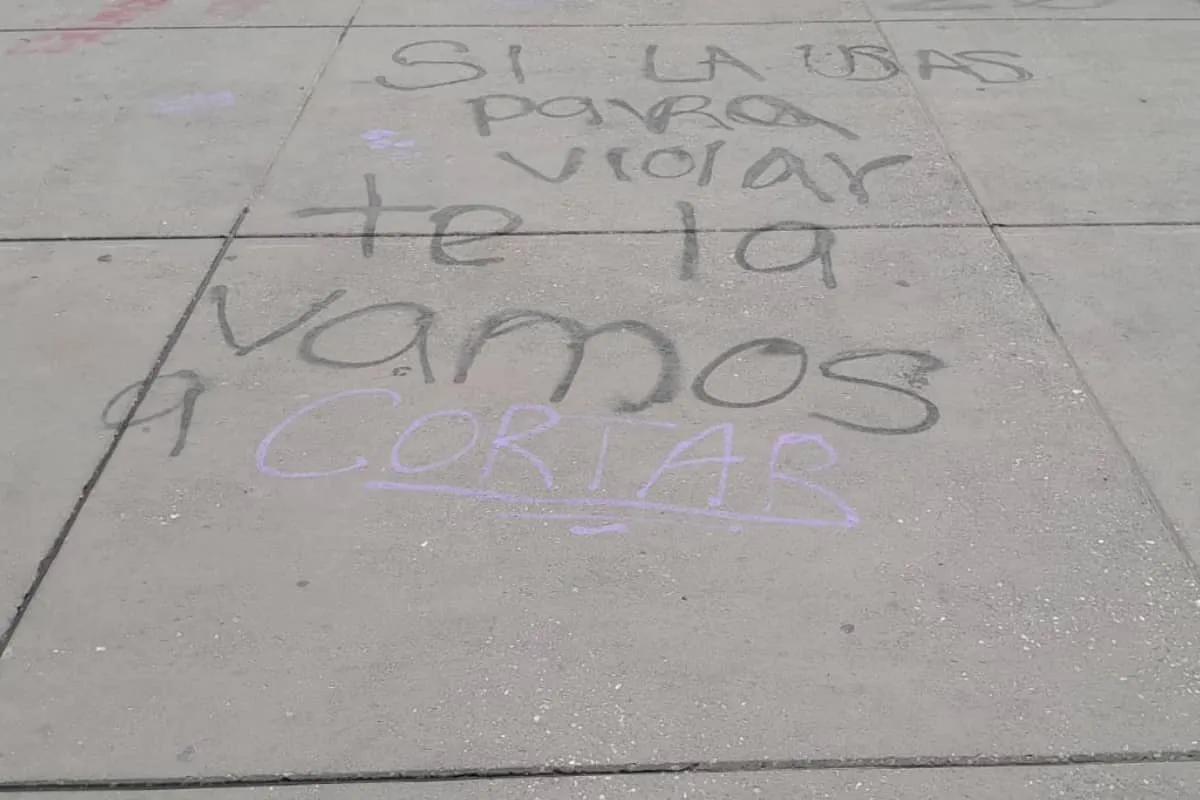 SI LA USAS
para
violar
te la
vamos
a CORTAR